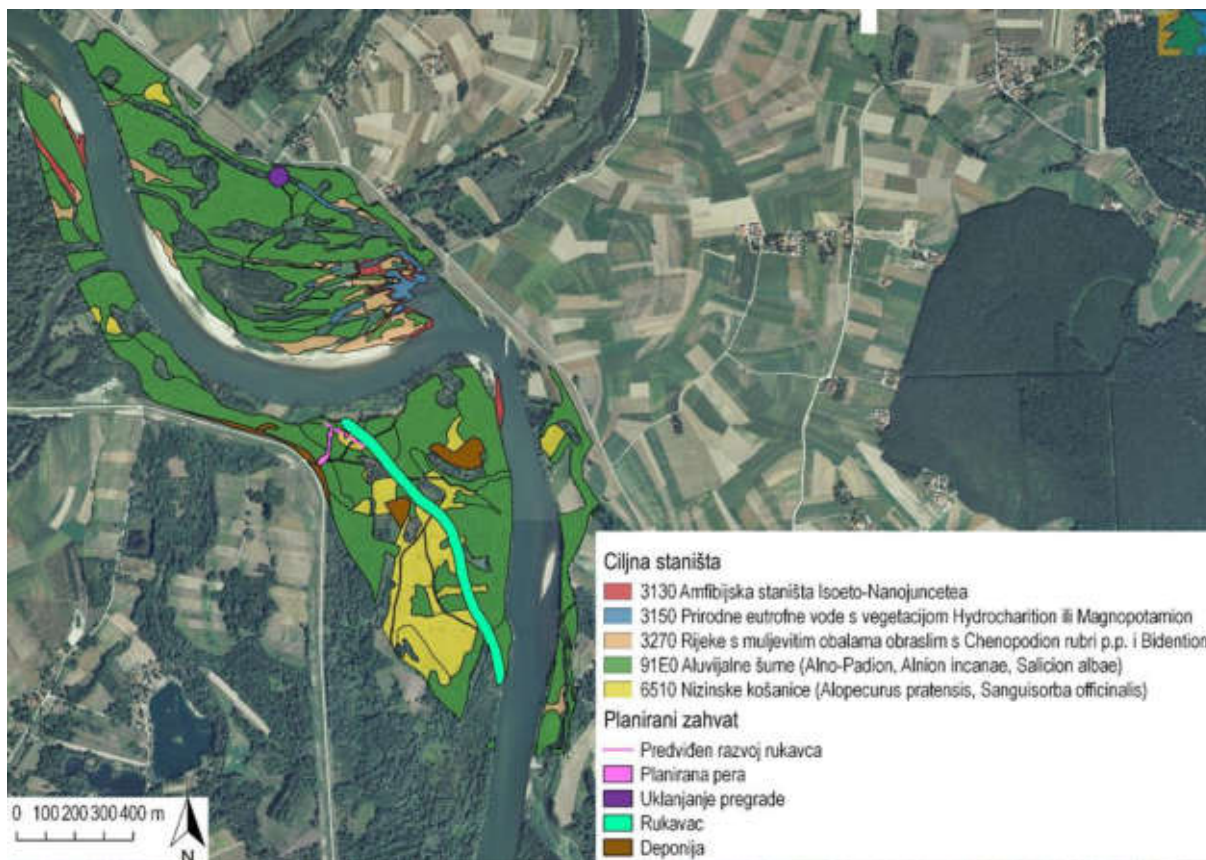 Ciljna staništa
3130 Amfibijska staništa Isoeto-Nanojuncetea
3150 Prirodne eutrofne vode s vegetacijom Hydrocharition ili Magnopotamion
3270 Rijeke s muljevitim obalama obraslim s Chenopodion rubri p.p. i Bidention
91E0 Aluvijalne šume (Alno-Padion, Alnion incanae, Salicion albae)
6510 Nizinske košanice (Alopecurus pratensis, Sanguisorba officinalis)
Planirani zahvat
Predviđen razvoj rukavca
Planirana pera
Uklanjanje pregrade
Rukavac
Deponija
0 100 200 300 400 m
N